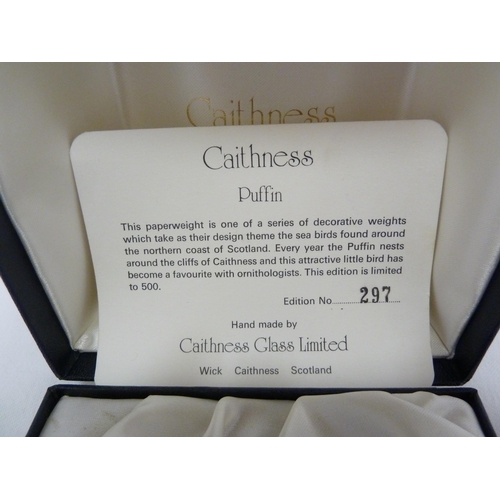 Caithness
Caithness
Puffin
This paperweight is one of a series of decorative weights
which take as their design theme the sea birds found around
the northern coast of Scotland. Every year the Puffin nests
around the cliffs of Caithness and this attractive little bird has
become a favourite with ornithologists. This edition is limited
to 500.
Edition No. 297
Hand made by
Caithness Glass Limited
Wick Caithness Scotland